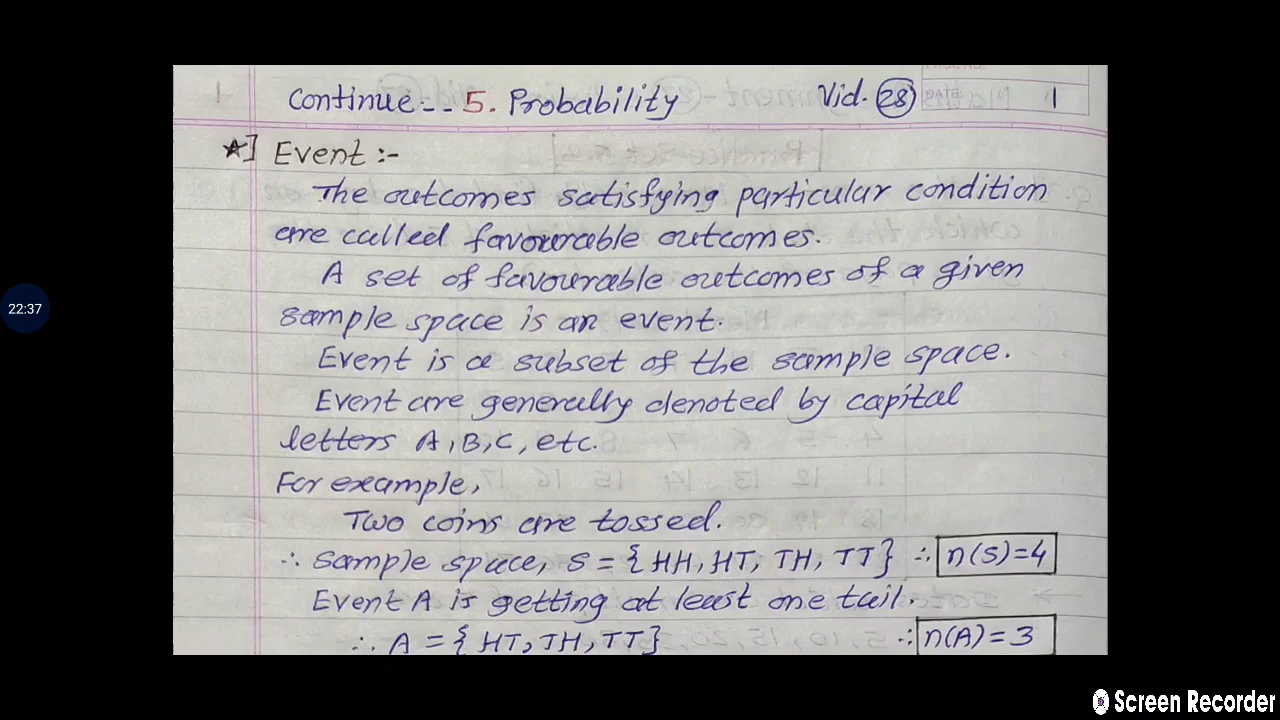 Continue:-- 5. Probability Vid. 28 DATE 1
*] Event :-
The outcomes satisfying particular condition
are called favourable outcomes.
A set of favourable outcomes of a given
sample space is an event.
22:37
Event is a subset of the sample space.
Event are generally denoted by capital
letters A, B, C, etc.
For example,
Two coins are tossed.
∴ Sample space, S = {HH, HT, TH, TT} ∴ n(S)=4
Event A is getting at least one tail.
∴ A = {HT, TH, TT} ∴ n(A)=3
Screen Recorder